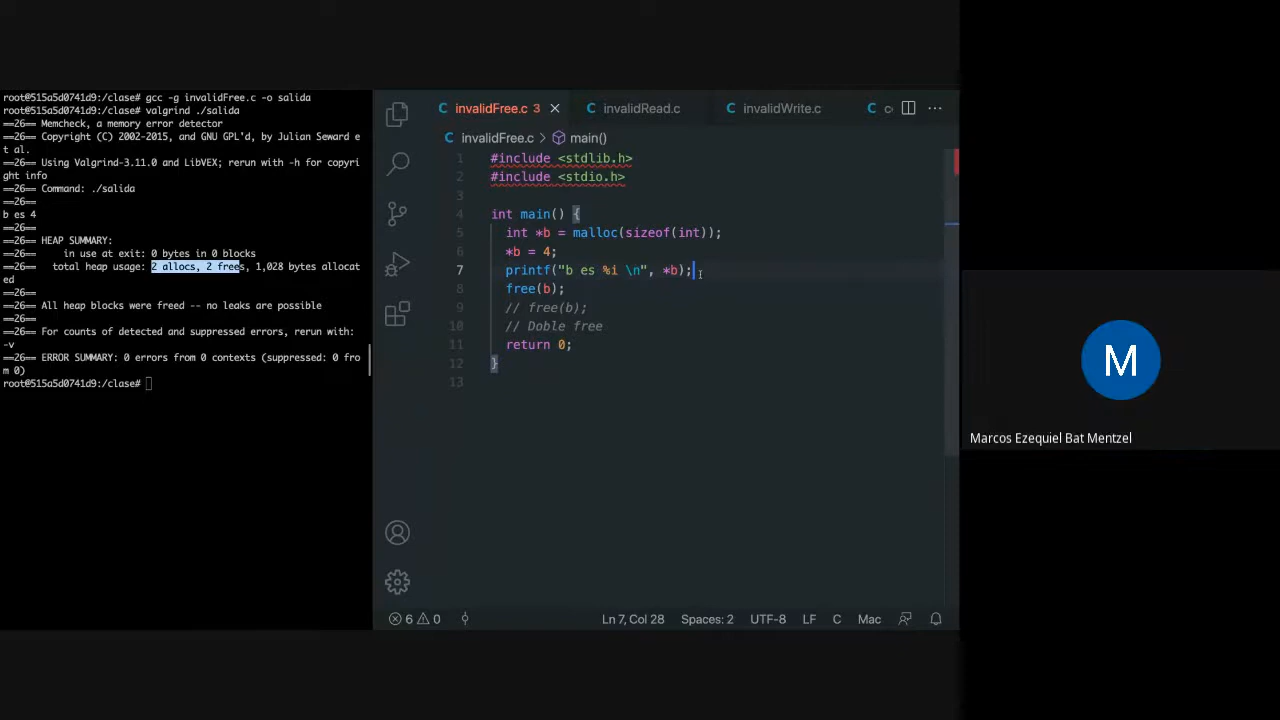 root@515a5d0741d9:/clase# gcc -g invalidFree.c -o salida
root@515a5d0741d9:/clase# valgrind ./salida
==26== Memcheck, a memory error detector
==26== Copyright (C) 2002-2015, and GNU GPL'd, by Julian Seward e
t al.
==26== Using Valgrind-3.11.0 and LibVEX; rerun with -h for copyri
ght info
==26== Command: ./salida
==26==
b es 4
==26==
==26== HEAP SUMMARY:
==26==     in use at exit: 0 bytes in 0 blocks
==26==   total heap usage: 2 allocs, 2 frees, 1,028 bytes allocat
ed
==26==
==26== All heap blocks were freed -- no leaks are possible
==26==
==26== For counts of detected and suppressed errors, rerun with:
-v
==26== ERROR SUMMARY: 0 errors from 0 contexts (suppressed: 0 fro
m 0)
root@515a5d0741d9:/clase#
C invalidFree.c 3 C invalidRead.c C invalidWrite.c C
C invalidFree.c > main()
1 #include <stdlib.h>
2 #include <stdio.h>
3
4 int main() {
5   int *b = malloc(sizeof(int));
6   *b = 4;
7   printf("b es %i \n", *b);
8   free(b);
9   // free(b);
10   // Doble free
11   return 0;
12 }
13
6 0 Ln 7, Col 28 Spaces: 2 UTF-8 LF C Mac
M
Marcos Ezequiel Bat Mentzel